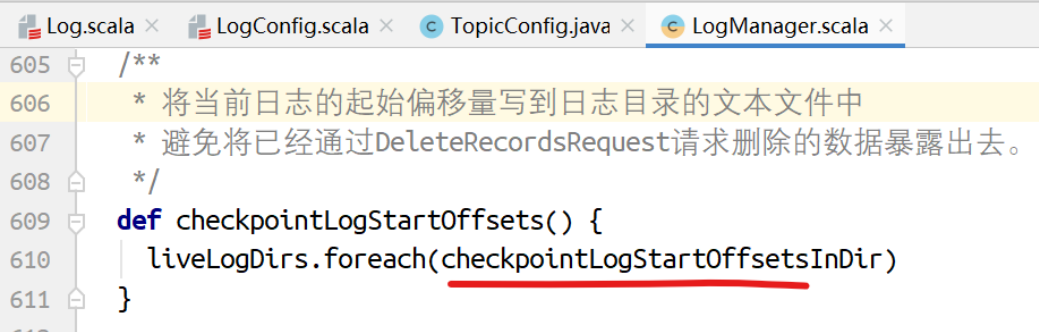 Log.scala × LogConfig.scala × TopicConfig.java × LogManager.scala ×
605 /**
606 * 将当前日志的起始偏移量写到日志目录的文本文件中
607 * 避免将已经通过DeleteRecordsRequest请求删除的数据暴露出去。
608 */
609 def checkpointLogStartOffsets() {
610 liveLogDirs.foreach(checkpointLogStartOffsetsInDir)
611 }